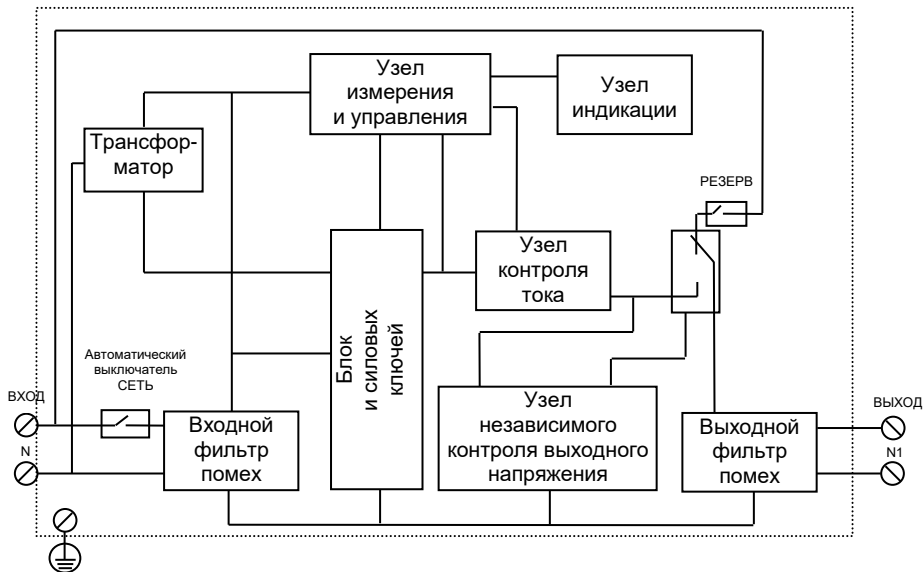 Узел
измерения
и управления
Узел
индикации
Трансфор-
матор
РЕЗЕРВ
Узел
контроля
тока
Блок
и силовых
ключей
Автоматический
выключатель
СЕТЬ
ВХОД
N
Входной
фильтр
помех
Узел
независимого
контроля выходного
напряжения
Выходной
фильтр
помех
ВЫХОД
N1